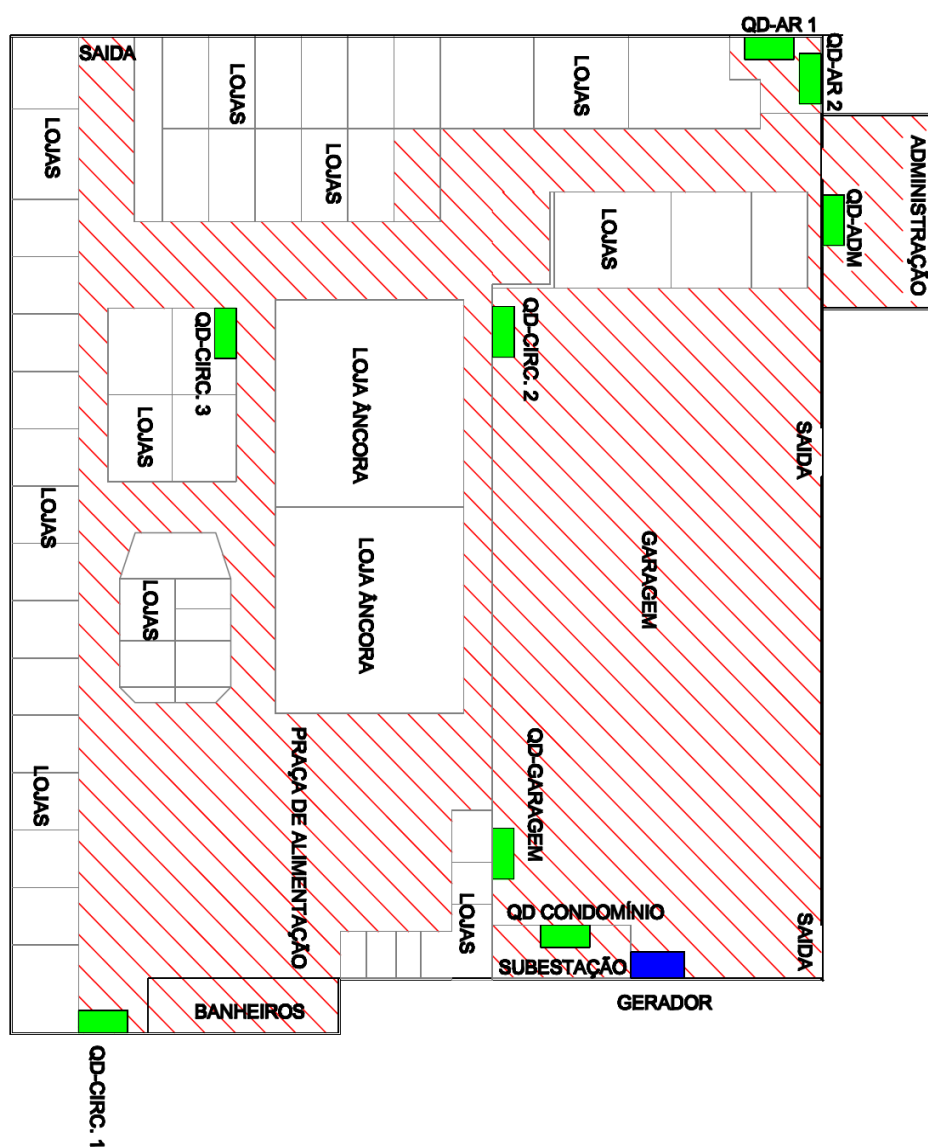 QD-AR 1
QD-AR 2
SAIDA
LOJAS
LOJAS
LOJAS
LOJAS
ADMINISTRAÇÃO
QD-ADM
LOJAS
QD-CIRC. 3
QD-CIRC. 2
LOJA ÂNCORA
LOJAS
SAIDA
LOJAS
LOJA ÂNCORA
GARAGEM
LOJAS
PRAÇA DE ALIMENTAÇÃO
QD-GARAGEM
LOJAS
LOJAS
QD CONDOMÍNIO
SAIDA
SUBESTAÇÃO
GERADOR
BANHEIROS
QD-CIRC. 1